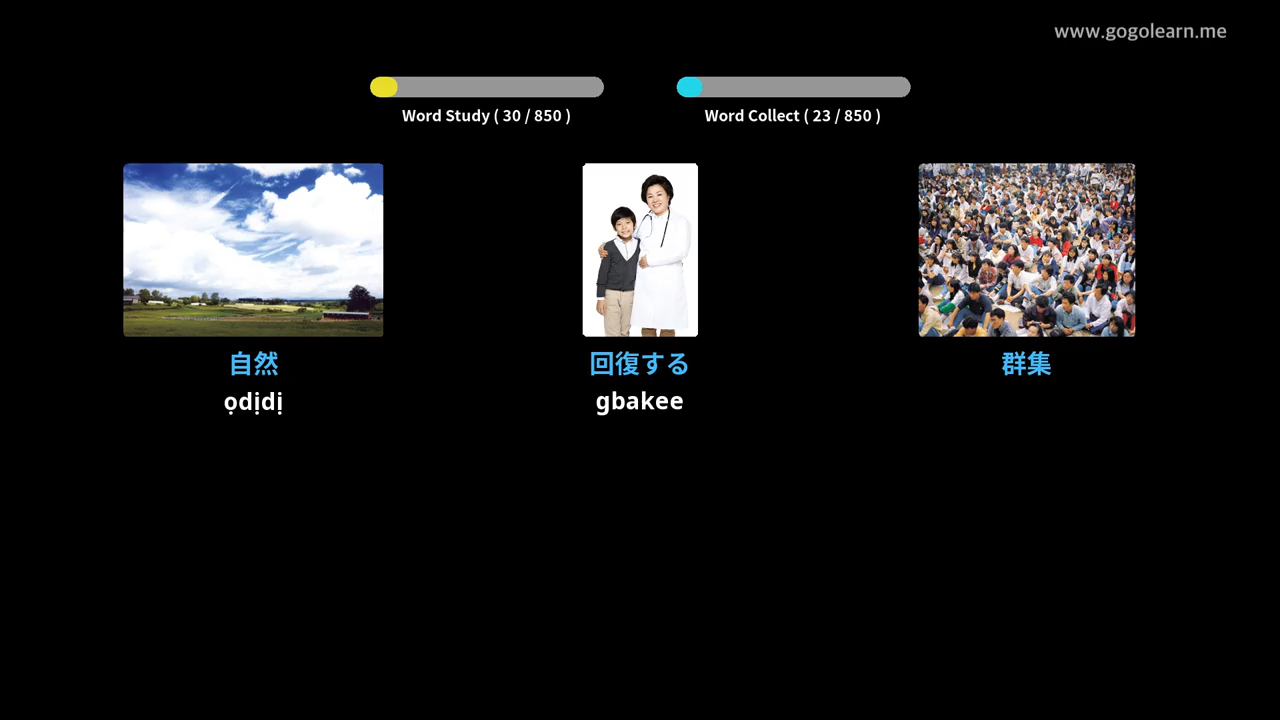 www.gogolearn.me
Word Study ( 30 / 850 )
Word Collect ( 23 / 850 )
自然
回復する
群集
ọdịdị
gbakee